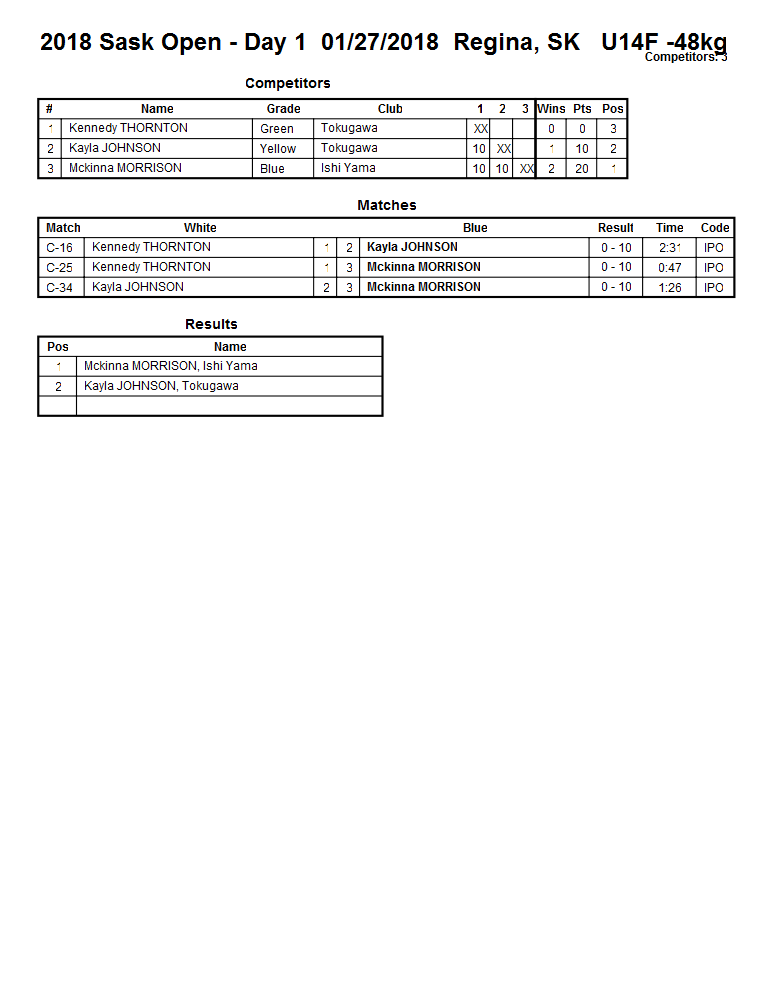 2018 Sask Open - Day 1 01/27/2018 Regina, SK U14F -48kg
Competitors: 3
Competitors
# Name Grade Club 1 2 3 Wins Pts Pos
1 Kennedy THORNTON Green Tokugawa XX 0 0 3
2 Kayla JOHNSON Yellow Tokugawa 10 XX 1 10 2
3 Mckinna MORRISON Blue Ishi Yama 10 10 XX 2 20 1
Matches
Match White Blue Result Time Code
C-16 Kennedy THORNTON 1 2 Kayla JOHNSON 0 - 10 2:31 IPO
C-25 Kennedy THORNTON 1 3 Mckinna MORRISON 0 - 10 0:47 IPO
C-34 Kayla JOHNSON 2 3 Mckinna MORRISON 0 - 10 1:26 IPO
Results
Pos Name
1 Mckinna MORRISON, Ishi Yama
2 Kayla JOHNSON, Tokugawa